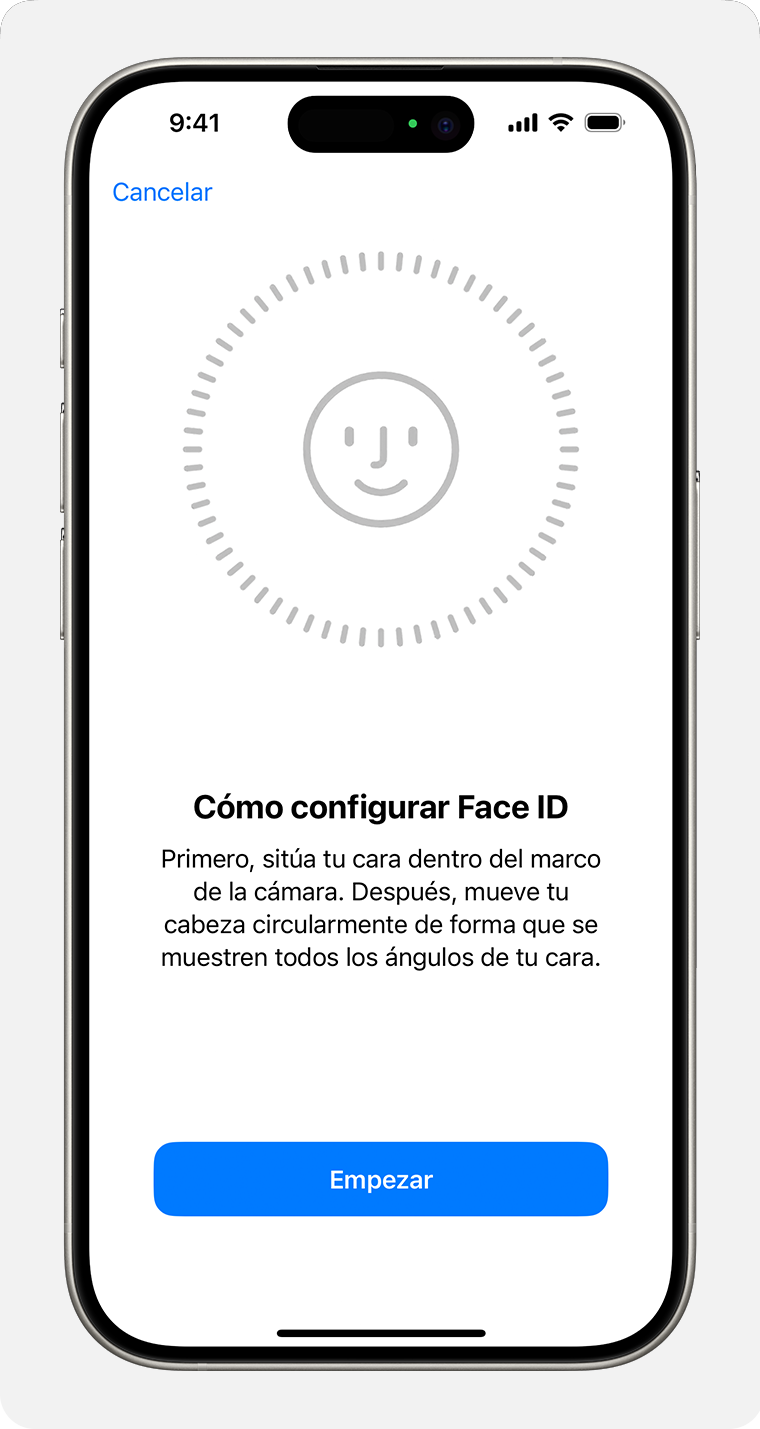 9:41
Cancelar
Cómo configurar Face ID
Primero, sitúa tu cara dentro del marco
de la cámara. Después, mueve tu
cabeza circularmente de forma que se
muestren todos los ángulos de tu cara.
Empezar